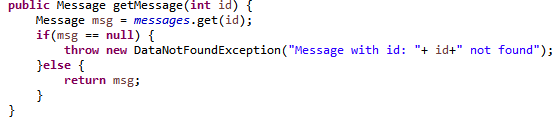 public Message getMessage(int id) {
Message msg = messages.get(id);
if(msg == null) {
throw new DataNotFoundException("Message with id: "+ id+" not found");
}else {
return msg;
}
}